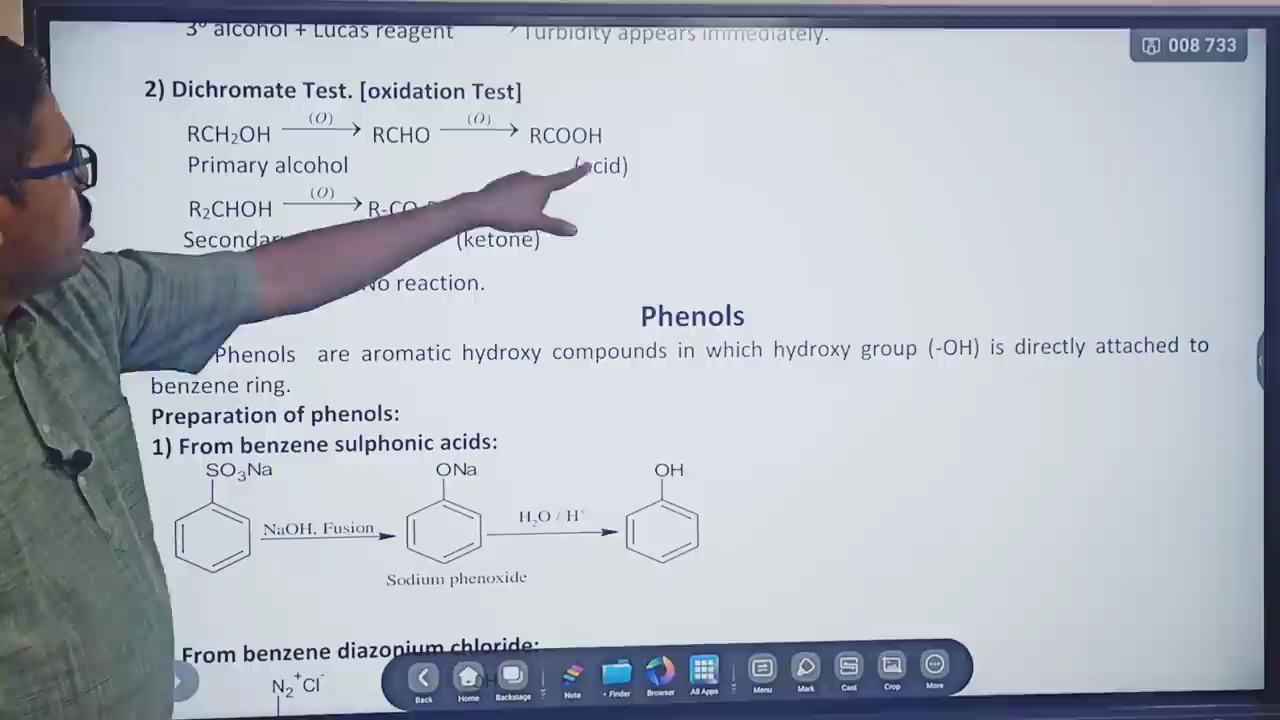 3° alcohol + Lucas reagent Turbidity appears immediately.
008 733
2) Dichromate Test. [oxidation Test]
(O) (O)
RCH₂OH RCHO RCOOH
Primary alcohol (acid)
(O)
R₂CHOH R-CO
(ketone)
No reaction.
Phenols
Phenols are aromatic hydroxy compounds in which hydroxy group (-OH) is directly attached to
benzene ring.
Preparation of phenols:
1) From benzene sulphonic acids:
SO₃Na ONa OH
NaOH, Fusion H₂O / H⁺
Sodium phenoxide
From benzene diazonium chloride:
N₂⁺Cl⁻
Back Home Backstage Note Finder Browser All Apps Menu Mark Cast Crop More